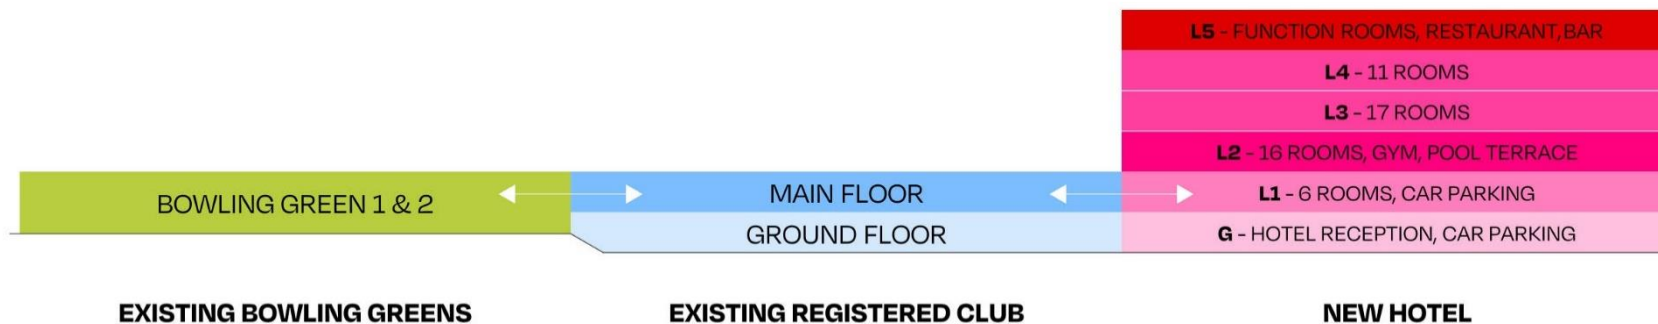 L5 - FUNCTION ROOMS, RESTAURANT, BAR
L4 - 11 ROOMS
L3 - 17 ROOMS
L2 - 16 ROOMS, GYM, POOL TERRACE
BOWLING GREEN 1 & 2
MAIN FLOOR
L1 - 6 ROOMS, CAR PARKING
GROUND FLOOR
G - HOTEL RECEPTION, CAR PARKING
EXISTING BOWLING GREENS
EXISTING REGISTERED CLUB
NEW HOTEL